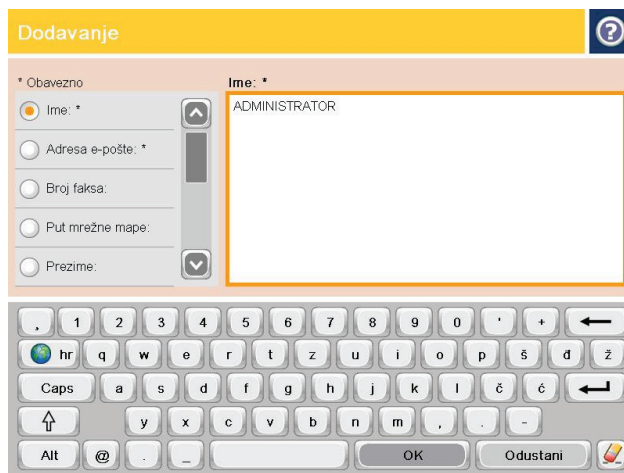 Dodavanje ?
* Obavezno Ime: *
Ime: * ADMINISTRATOR
Adresa e-pošte: *
Broj faksa:
Put mrežne mape:
Prezime:
¸ 1 2 3 4 5 6 7 8 9 0 ' +
hr q w e r t z u i o p š đ ž
Caps a s d f g h j k l č ć
y x c v b n m , . -
Alt @ . _ OK Odustani